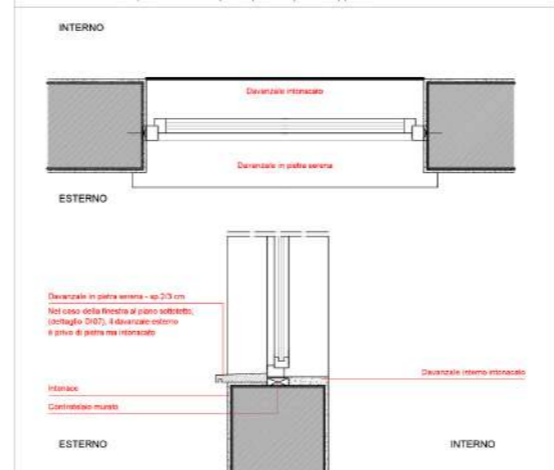 INTERNO
Davanzale intonacato
Davanzale in pietra serena
ESTERNO
Davanzale in pietra serena - sp 2/3 cm
Nel caso della finestra al piano sottotetto,
(dettaglio D/07), il davanzale esterno
è privo di pietra ma intonacato
Davanzale interno intonacato
Controtelaio murato
ESTERNO
INTERNO